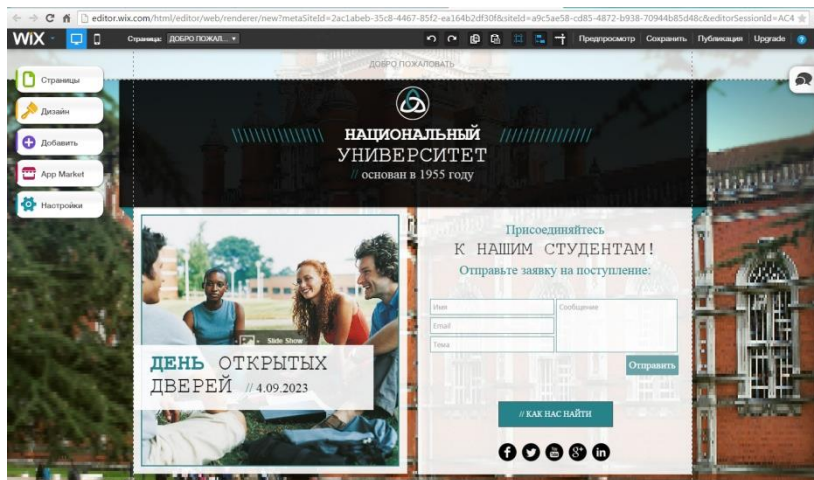 editor.wix.com/html/editor/web/renderer/new?metaSiteId=2ac1abeb-35c8-4467-85f2-ea164b2df30f&siteId=a9c5ae58-cd85-4872-b938-70944b85d48c&editorSessionId=AC4
WiX Страница: ДОБРО ПОЖАЛ... Предпросмотр Сохранить Публикация Upgrade ?
ДОБРО ПОЖАЛОВАТЬ
Страницы
Дизайн
Добавить
App Market
Настройки
НАЦИОНАЛЬНЫЙ
УНИВЕРСИТЕТ
// основан в 1955 году
Slide Show
ДЕНЬ ОТКРЫТЫХ
ДВЕРЕЙ // 4.09.2023
Присоединяйтесь
К НАШИМ СТУДЕНТАМ!
Отправьте заявку на поступление:
Имя
Email
Тема
Сообщение
Отправить
// КАК НАС НАЙТИ